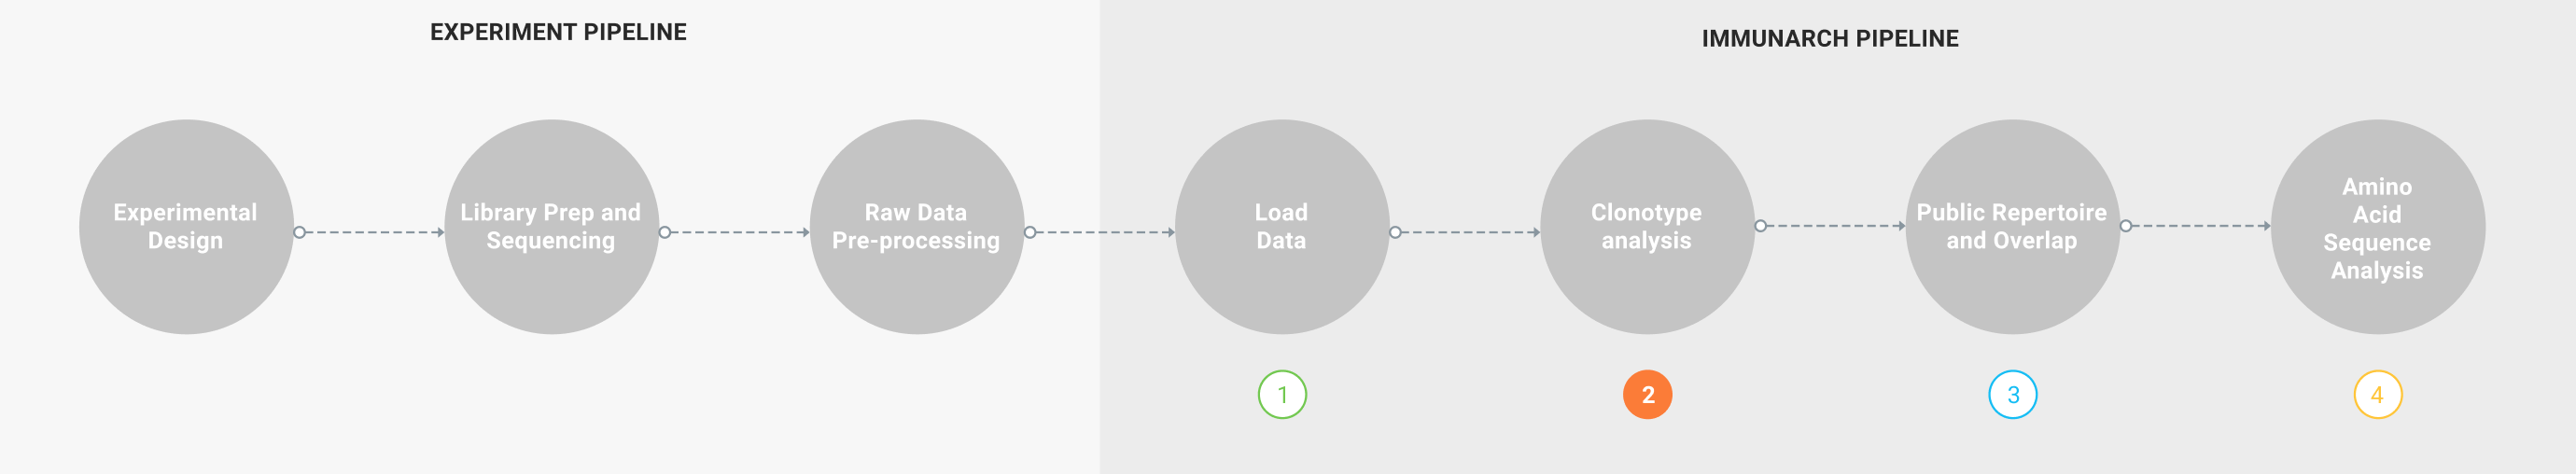 EXPERIMENT PIPELINE
IMMUNARCH PIPELINE
Experimental
Design
Library Prep and
Sequencing
Raw Data
Pre-processing
Load
Data
Clonotype
analysis
Public Repertoire
and Overlap
Amino
Acid
Sequence
Analysis
1
2
3
4